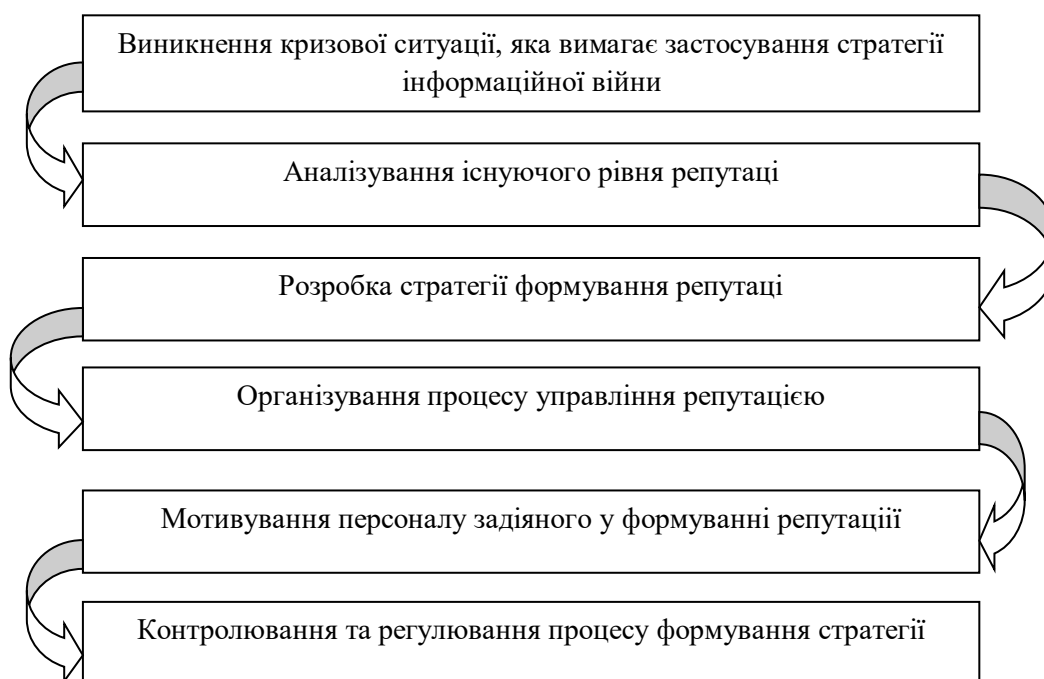 Виникнення кризової ситуації, яка вимагає застосування стратегії
інформаційної війни
Аналізування існуючого рівня репутаці
Розробка стратегії формування репутаці
Організування процесу управління репутацією
Мотивування персоналу задіяного у формуванні репутаціії
Контролювання та регулювання процесу формування стратегії